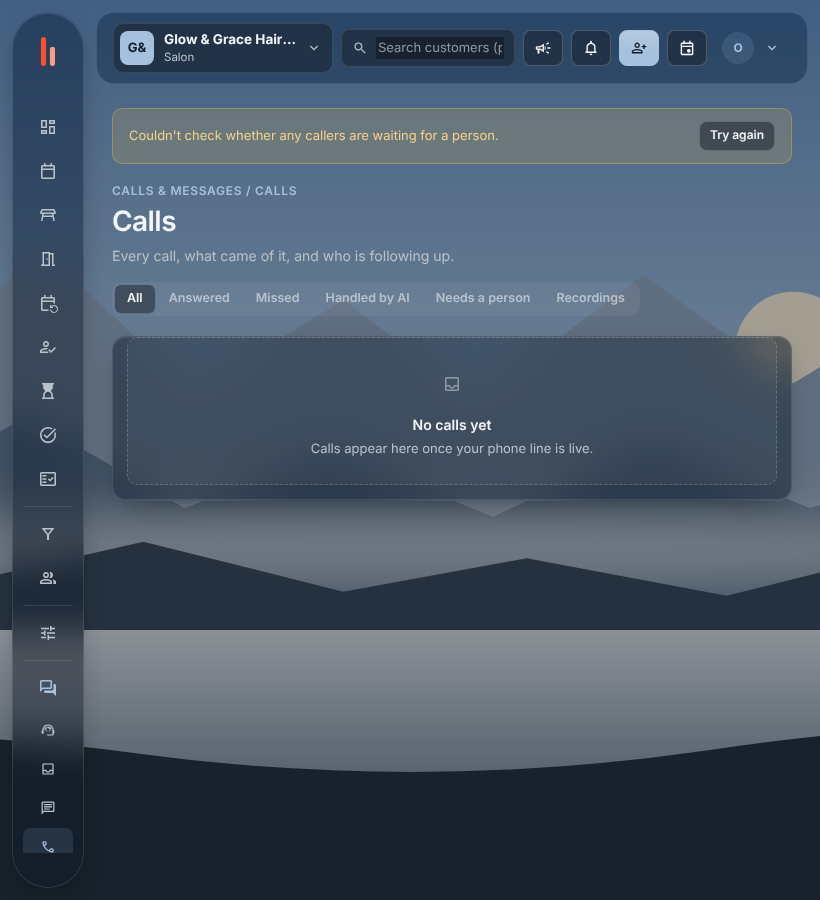 G&
Glow & Grace Hair...
Salon
Search customers (p
O
Couldn't check whether any callers are waiting for a person.
Try again
CALLS & MESSAGES / CALLS
Calls
Every call, what came of it, and who is following up.
All
Answered
Missed
Handled by AI
Needs a person
Recordings
No calls yet
Calls appear here once your phone line is live.